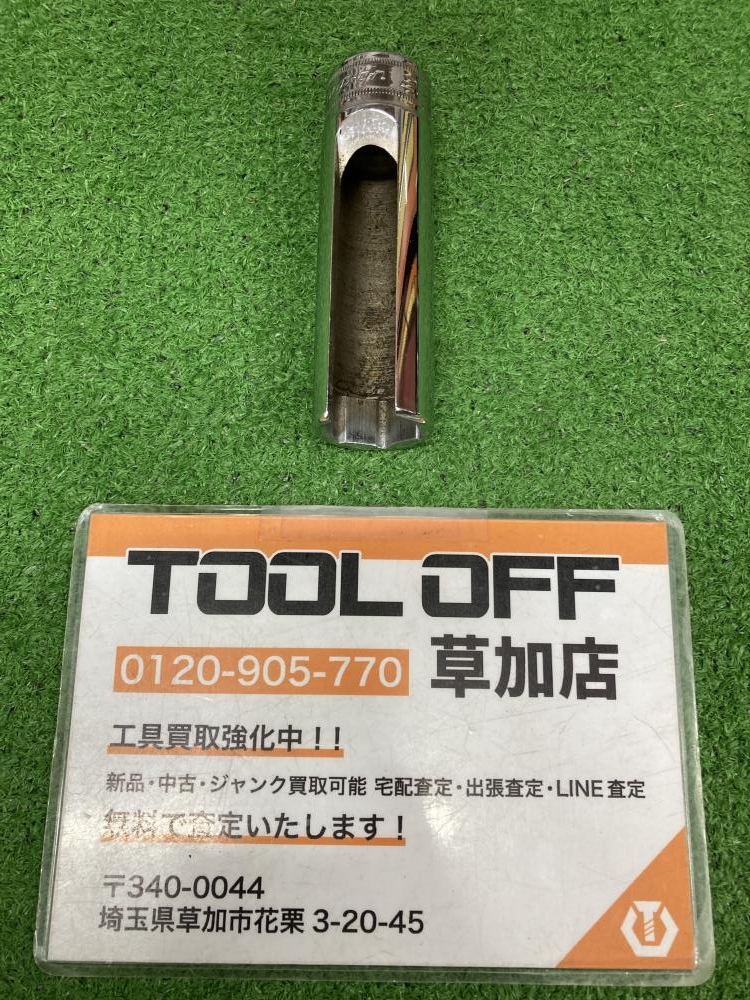 TOOL OFF
0120-905-770 草加店
工具買取強化中！！
新品・中古・ジャンク買取可能 宅配査定・出張査定・LINE査定
無料で査定いたします！
〒340-0044
埼玉県草加市花栗 3-20-45